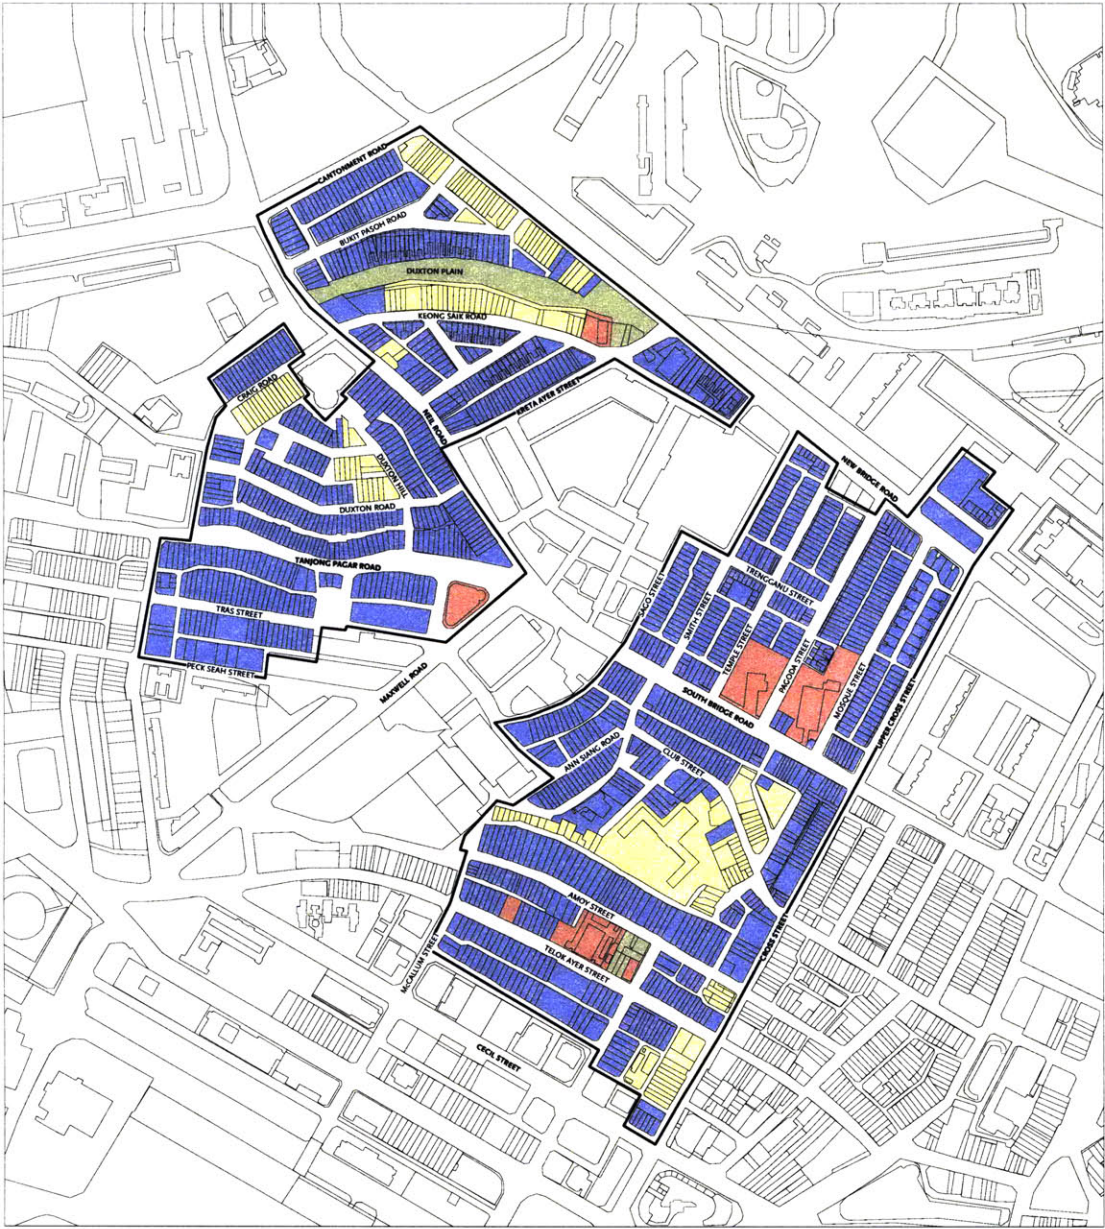 CANTONMENT ROAD
BUKIT PASOH ROAD
DUXTON PLAIN
KEONG SAIK ROAD
KRETA AYER STREET
NEIL ROAD
CRAIG ROAD
DUXTON HILL
DUXTON ROAD
TANJONG PAGAR ROAD
TRAS STREET
PECK SEAH STREET
MAXWELL ROAD
NEW BRIDGE ROAD
SAGO STREET
SMITH STREET
TRENGGANU STREET
TEMPLE STREET
PAGODA STREET
MOSQUE STREET
UPPER CROSS STREET
SOUTH BRIDGE ROAD
ANN SIANG ROAD
CLUB STREET
AMOY STREET
TELOK AYER STREET
CROSS STREET
McCALLUM STREET
CECIL STREET